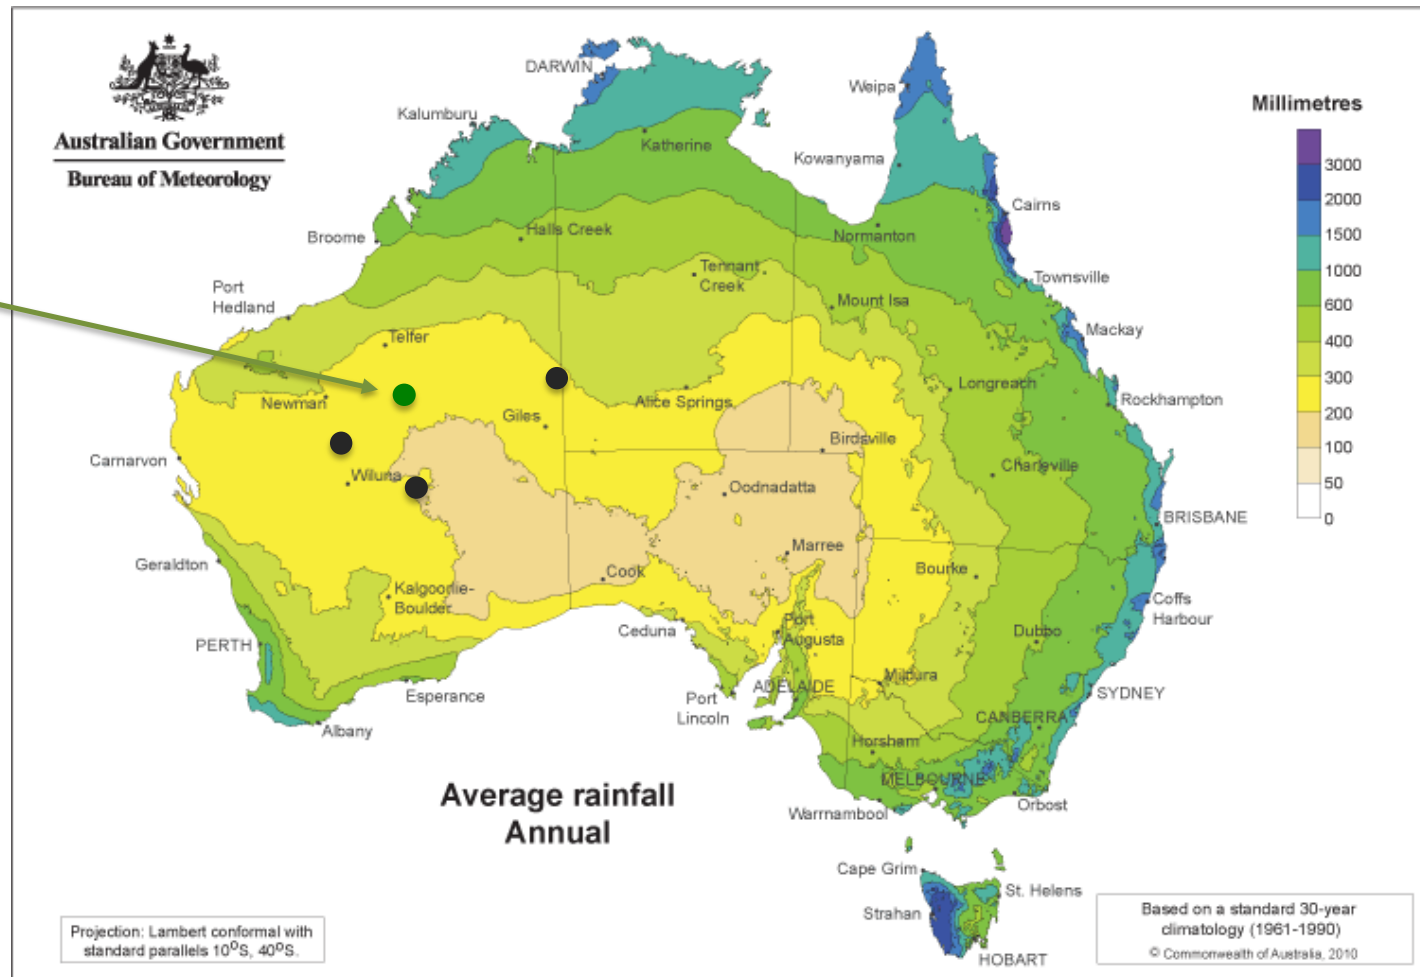 Australian Government
Bureau of Meteorology
DARWIN
Weipa
Kalumburu
Katherine
Kowanyama
Millimetres
3000
2000
1500
1000
600
400
300
200
100
50
0
Cairns
Broome
Halls Creek
Normanton
Port
Hedland
Tennant
Creek
Townsville
Mount Isa
Telfer
Mackay
Newman
Giles
Alice Springs
Longreach
Rockhampton
Carnarvon
Wiluna
Birdsville
Charleville
Oodnadatta
BRISBANE
Geraldton
Marree
Cook
Bourke
Kalgoorlie-
Boulder
Coffs
Harbour
PERTH
Ceduna
Port
Augusta
Dubbo
Esperance
Port
Lincoln
ADELAIDE
Mildura
SYDNEY
Albany
CANBERRA
Horsham
MELBOURNE
Warrnambool
Orbost
Average rainfall
Annual
Cape Grim
St. Helens
Strahan
HOBART
Projection: Lambert conformal with
standard parallels 10°S, 40°S.
Based on a standard 30-year
climatology (1961-1990)
© Commonwealth of Australia, 2010